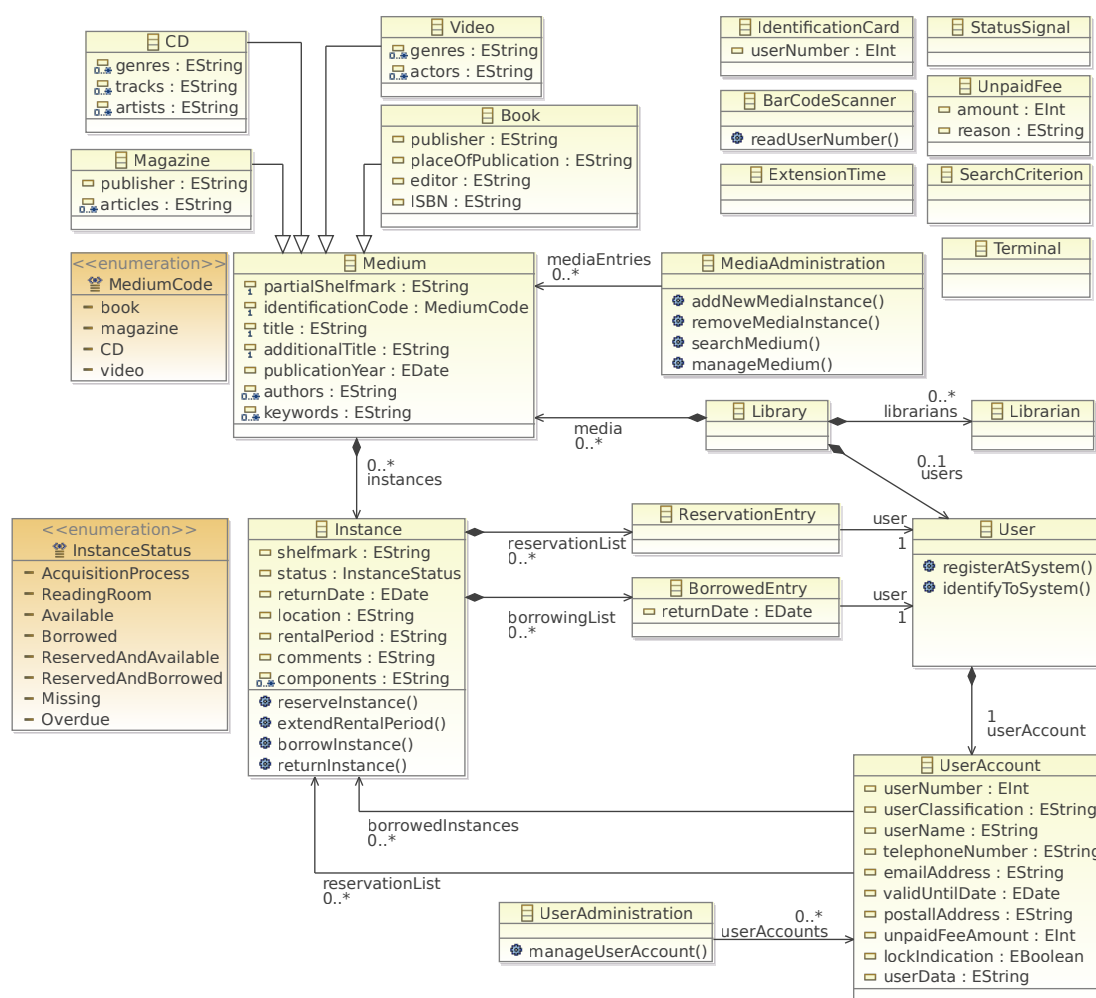 CD
genres : EString
tracks : EString
artists : EString
Video
genres : EString
actors : EString
IdentificationCard
userNumber : EInt
StatusSignal
Magazine
publisher : EString
articles : EString
Book
publisher : EString
placeOfPublication : EString
editor : EString
ISBN : EString
BarCodeScanner
readUserNumber()
UnpaidFee
amount : EInt
reason : EString
ExtensionTime
SearchCriterion
Terminal
<<enumeration>>
MediumCode
book
magazine
CD
video
Medium
partialShelfmark : EString
identificationCode : MediumCode
title : EString
additionalTitle : EString
publicationYear : EDate
authors : EString
keywords : EString
mediaEntries
0..*
MediaAdministration
addNewMediaInstance()
removeMediaInstance()
searchMedium()
manageMedium()
media
0..*
Library
0..*
librarians
Librarian
0..*
instances
0..1
users
<<enumeration>>
InstanceStatus
AcquisitionProcess
ReadingRoom
Available
Borrowed
ReservedAndAvailable
ReservedAndBorrowed
Missing
Overdue
Instance
shelfmark : EString
status : InstanceStatus
returnDate : EDate
location : EString
rentalPeriod : EString
comments : EString
components : EString
reserveInstance()
extendRentalPeriod()
borrowInstance()
returnInstance()
reservationList
0..*
ReservationEntry
user
1
borrowingList
0..*
BorrowedEntry
returnDate : EDate
user
1
User
registerAtSystem()
identifyToSystem()
1
userAccount
borrowedInstances
0..*
reservationList
0..*
UserAdministration
manageUserAccount()
0..*
userAccounts
UserAccount
userNumber : EInt
userClassification : EString
userName : EString
telephoneNumber : EString
emailAddress : EString
validUntilDate : EDate
postallAddress : EString
unpaidFeeAmount : EInt
lockIndication : EBoolean
userData : EString